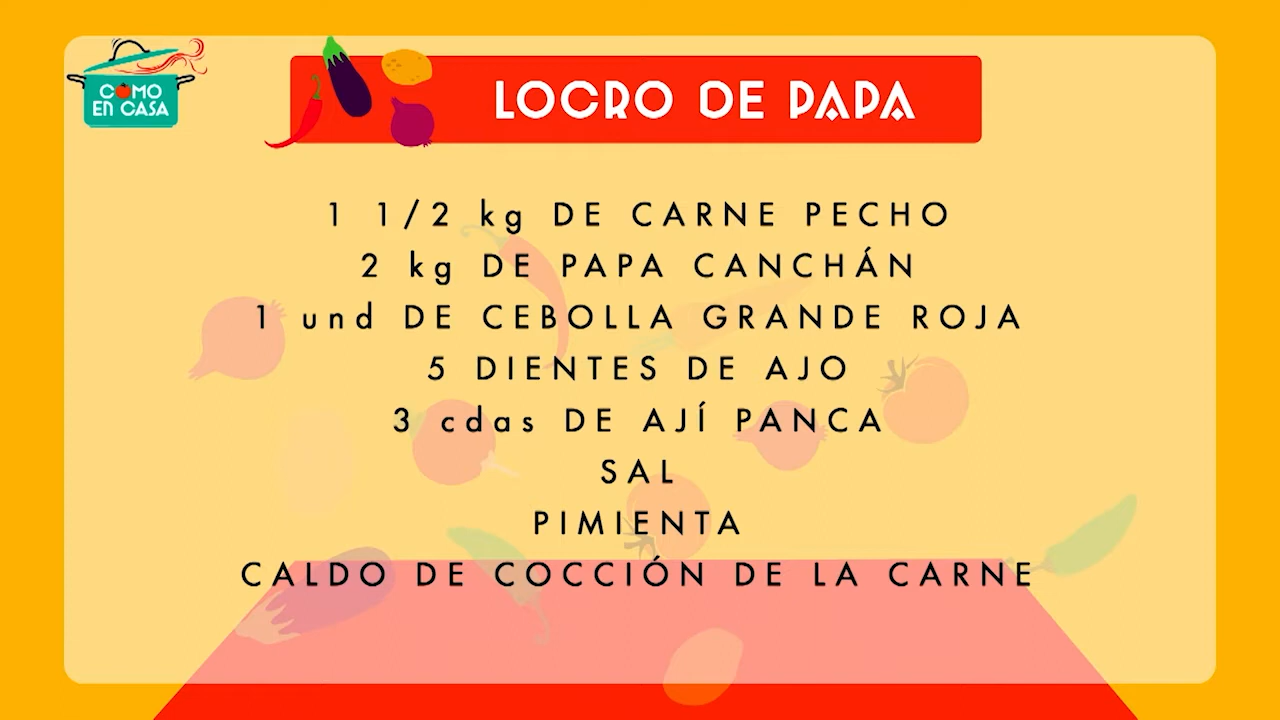 COMO
EN CASA
LOCRO DE PAPA
1 1/2 kg DE CARNE PECHO
2 kg DE PAPA CANCHÁN
1 und DE CEBOLLA GRANDE ROJA
5 DIENTES DE AJO
3 cdas DE AJÍ PANCA
SAL
PIMIENTA
CALDO DE COCCIÓN DE LA CARNE